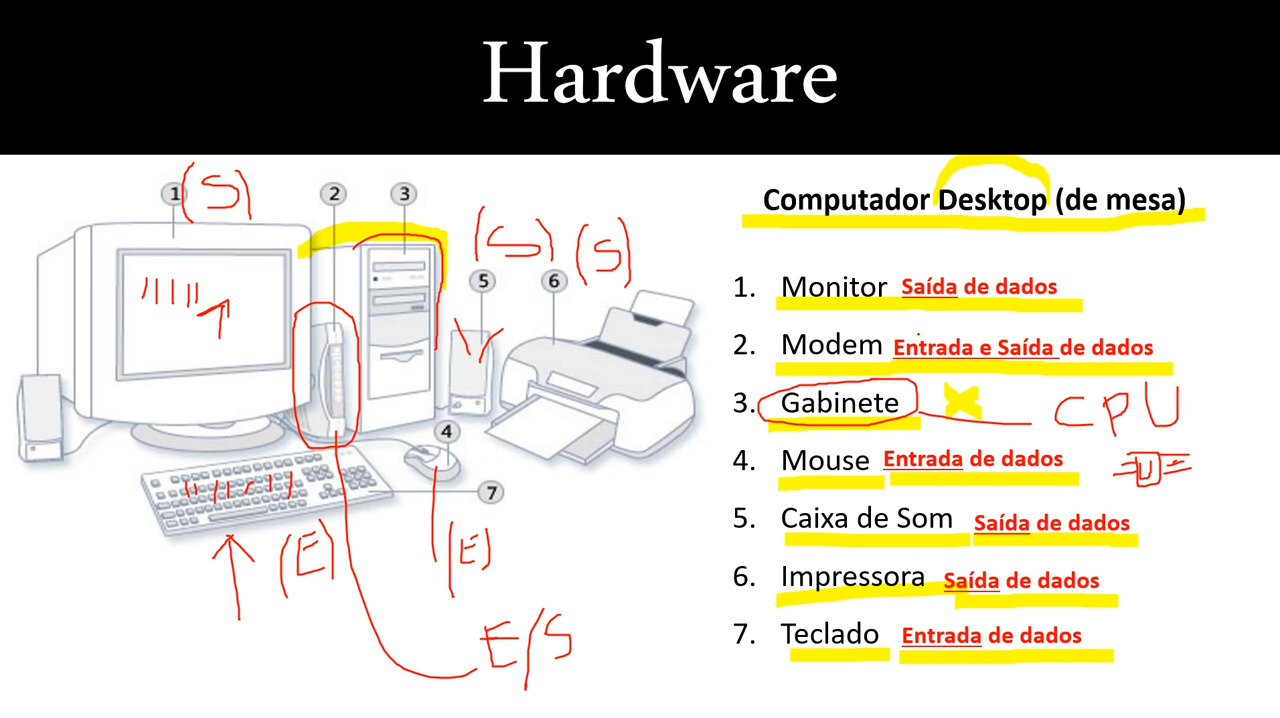 Hardware
1 (S) 2 3
(S) (S)
5 6
4
7
(E) (E)
E/S
Computador Desktop (de mesa)
1. Monitor Saída de dados
2. Modem Entrada e Saída de dados
3. Gabinete CPU
4. Mouse Entrada de dados
U
5. Caixa de Som Saída de dados
6. Impressora Saída de dados
7. Teclado Entrada de dados